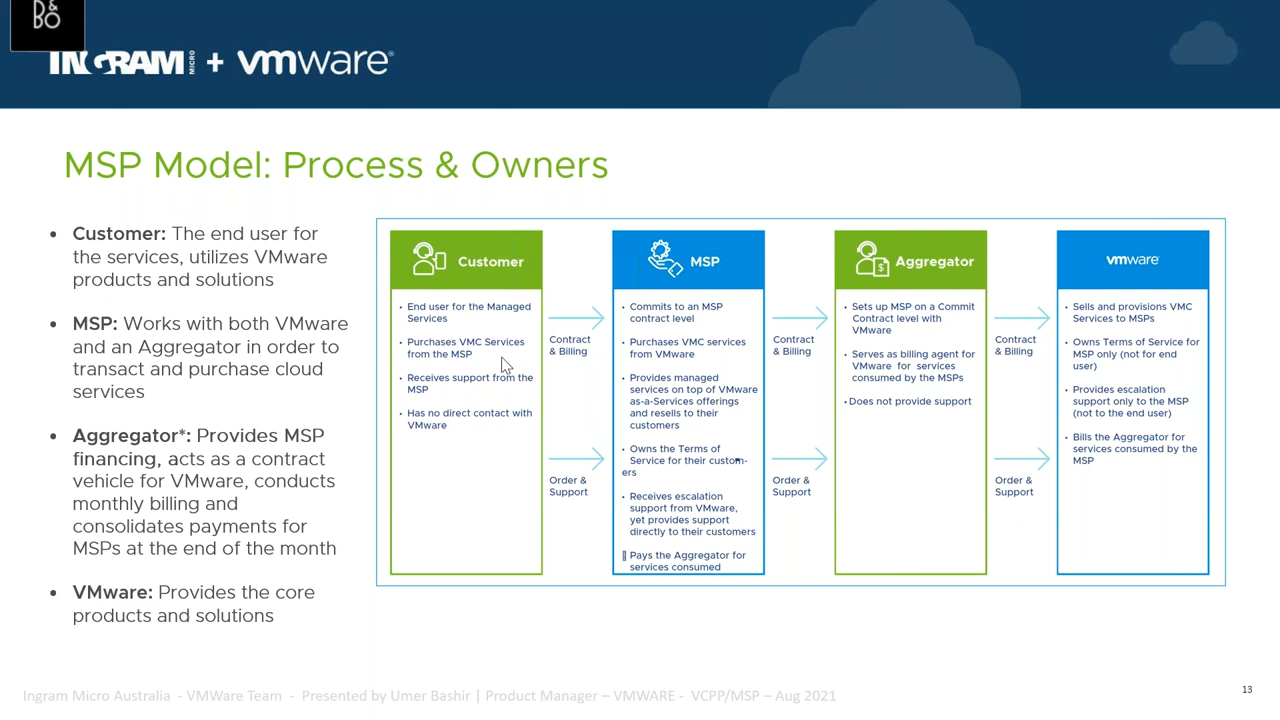 B&
BO
INGRAM MICRO + vmware®
MSP Model: Process & Owners
• Customer: The end user for
the services, utilizes VMware
products and solutions
• MSP: Works with both VMware
and an Aggregator in order to
transact and purchase cloud
services
• Aggregator*: Provides MSP
financing, acts as a contract
vehicle for VMware, conducts
monthly billing and
consolidates payments for
MSPs at the end of the month
• VMware: Provides the core
products and solutions
Customer
• End user for the Managed
Services
• Purchases VMC Services
from the MSP
• Receives support from the
MSP
• Has no direct contact with
VMware
Contract
& Billing
Order &
Support
MSP
• Commits to an MSP
contract level
• Purchases VMC services
from VMware
• Provides managed
services on top of VMware
as-a-Services offerings
and resells to their
customers
• Owns the Terms of
Service for their custom-
ers
• Receives escalation
support from VMware,
yet provides support
directly to their customers
Pays the Aggregator for
services consumed
Contract
& Billing
Order &
Support
Aggregator
• Sets up MSP on a Commit
Contract level with
VMware
• Serves as billing agent for
VMware for services
consumed by the MSPs
• Does not provide support
Contract
& Billing
Order &
Support
vmware
• Sells and provisions VMC
Services to MSPs
• Owns Terms of Service for
MSP only (not for end
user)
• Provides escalation
support only to the MSP
(not to the end user)
• Bills the Aggregator for
services consumed by the
MSP
Ingram Micro Australia - VMWare Team - Presented by Umer Bashir | Product Manager – VMWARE - VCPP/MSP – Aug 2021
13